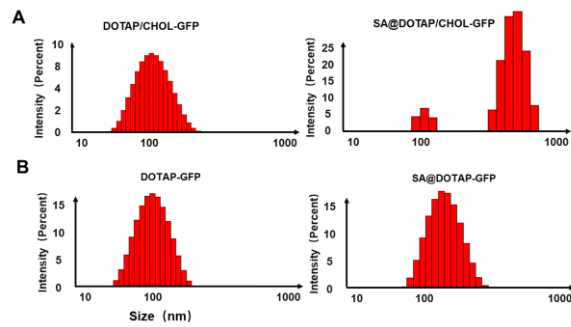 A
DOTAP/CHOL-GFP
SA@DOTAP/CHOL-GFP
Intensity (Percent)
10
8
6
4
2
0
10
100
1000
Intensity (Percent)
25
20
15
10
5
0
10
100
1000
B
DOTAP-GFP
SA@DOTAP-GFP
Intensity (Percent)
15
10
5
0
10
100
1000
Size (nm)
Intensity (Percent)
15
10
5
0
10
100
1000